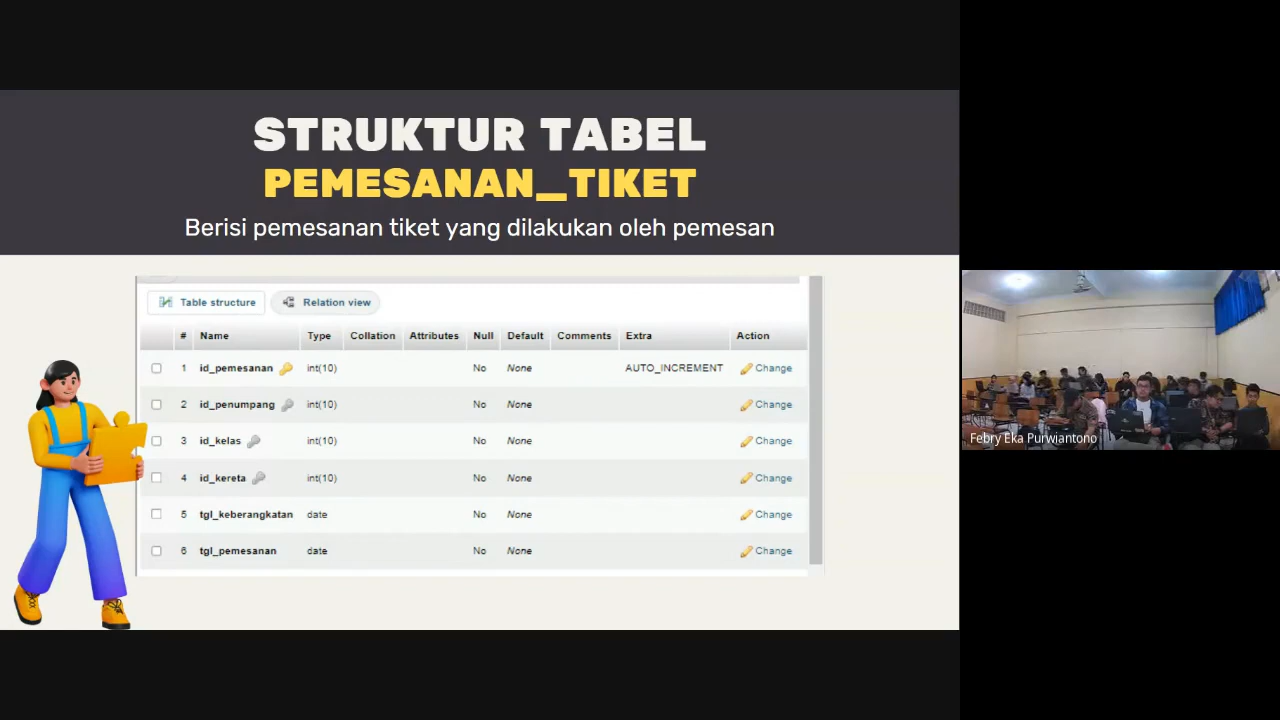 STRUKTUR TABEL
PEMESANAN_TIKET
Berisi pemesanan tiket yang dilakukan oleh pemesan
Table structure Relation view
# Name Type Collation Attributes Null Default Comments Extra Action
1 id_pemesanan int(10) No None AUTO_INCREMENT Change
2 id_penumpang int(10) No None Change
3 id_kelas int(10) No None Change
4 id_kereta int(10) No None Change
5 tgl_keberangkatan date No None Change
6 tgl_pemesanan date No None Change
Febry Eka Purwiantono